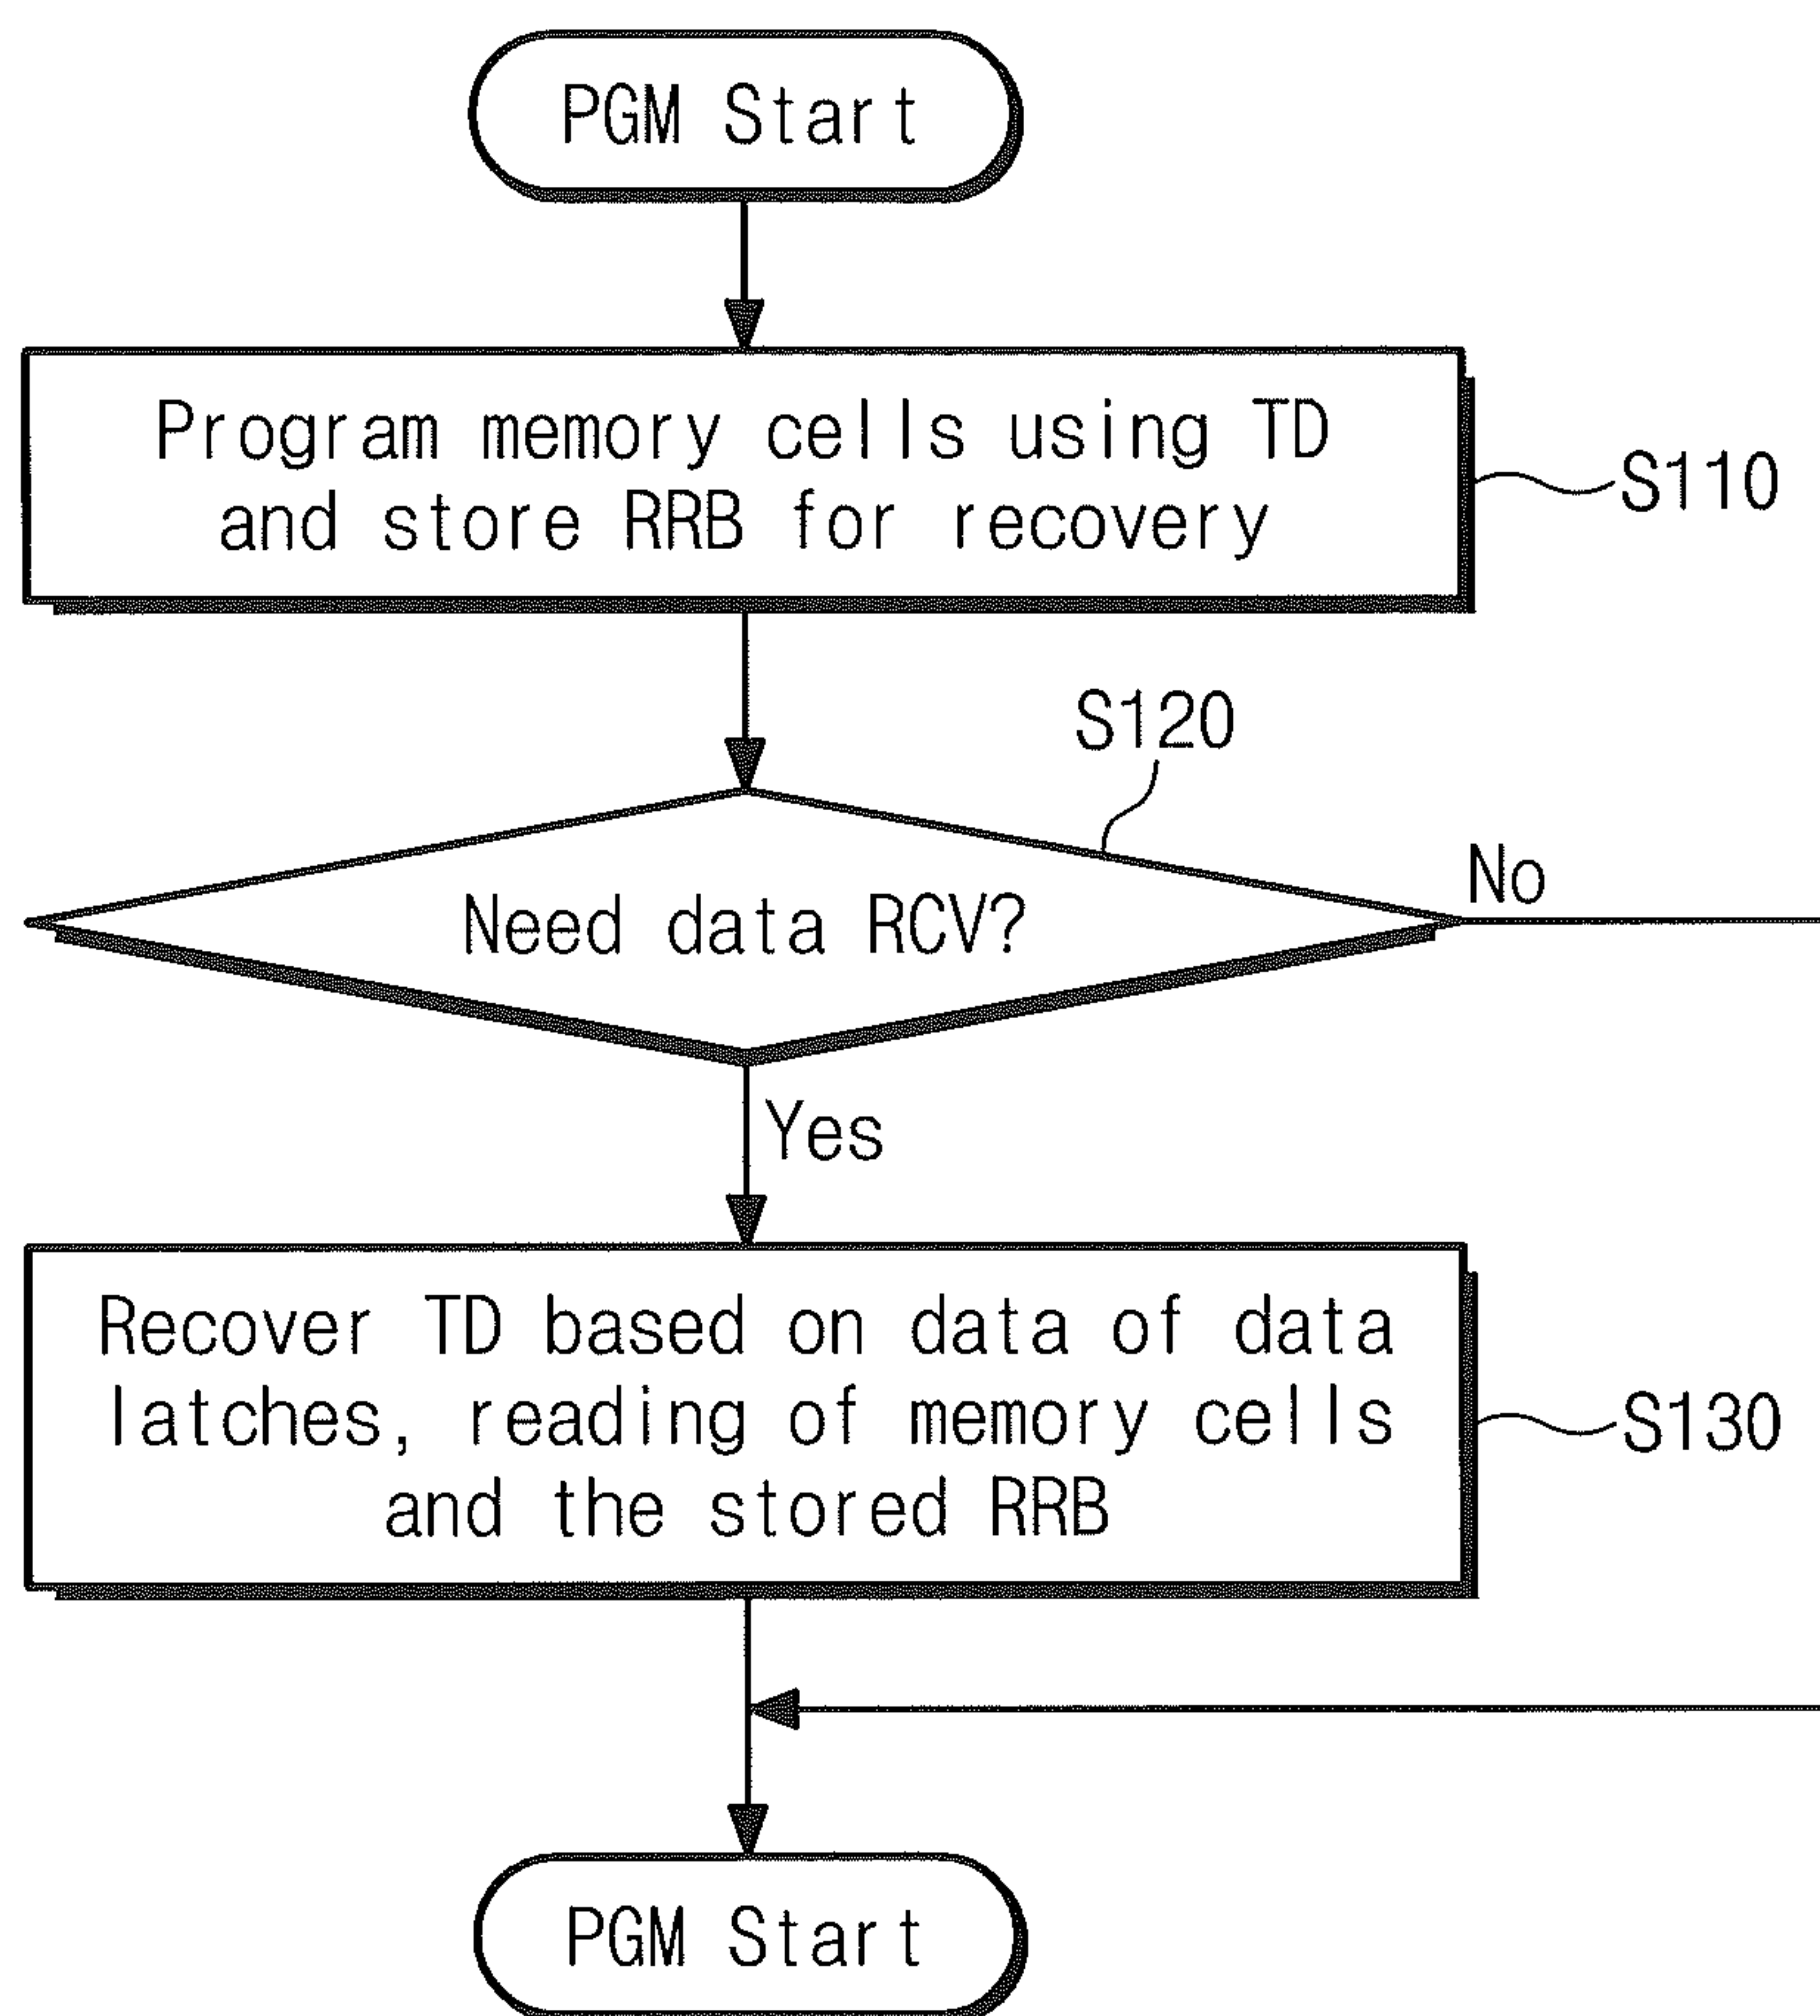 PGM Start
Program memory cells using TD
and store RRB for recovery
S110
S120
Need data RCV?
No
Yes
Recover TD based on data of data
latches, reading of memory cells
and the stored RRB
S130
PGM Start